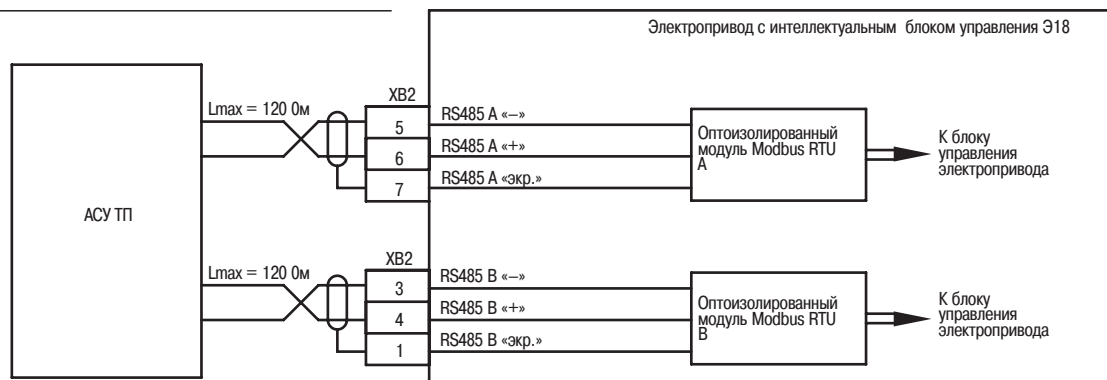 Электропривод с интеллектуальным блоком управления Э18
АСУ ТП
Lmax = 120 Ом
XB2
5
6
7
RS485 A «–»
RS485 A «+»
RS485 A «экр.»
Оптоизолированный
модуль Modbus RTU
A
К блоку
управления
электропривода
Lmax = 120 Ом
XB2
3
4
1
RS485 B «–»
RS485 B «+»
RS485 B «экр.»
Оптоизолированный
модуль Modbus RTU
B
К блоку
управления
электропривода